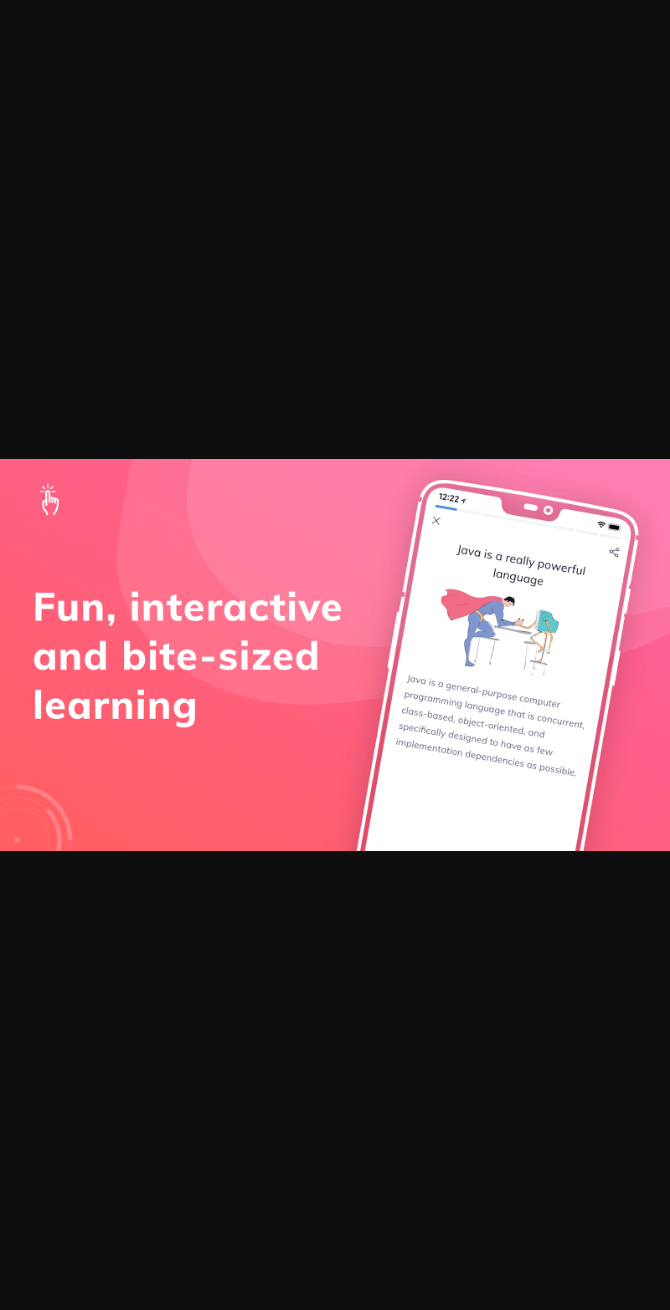 Fun, interactive
and bite-sized
learning
12:22
Java is a really powerful
language
Java is a general-purpose computer
programming language that is concurrent,
class-based, object-oriented, and
specifically designed to have as few
implementation dependencies as possible.